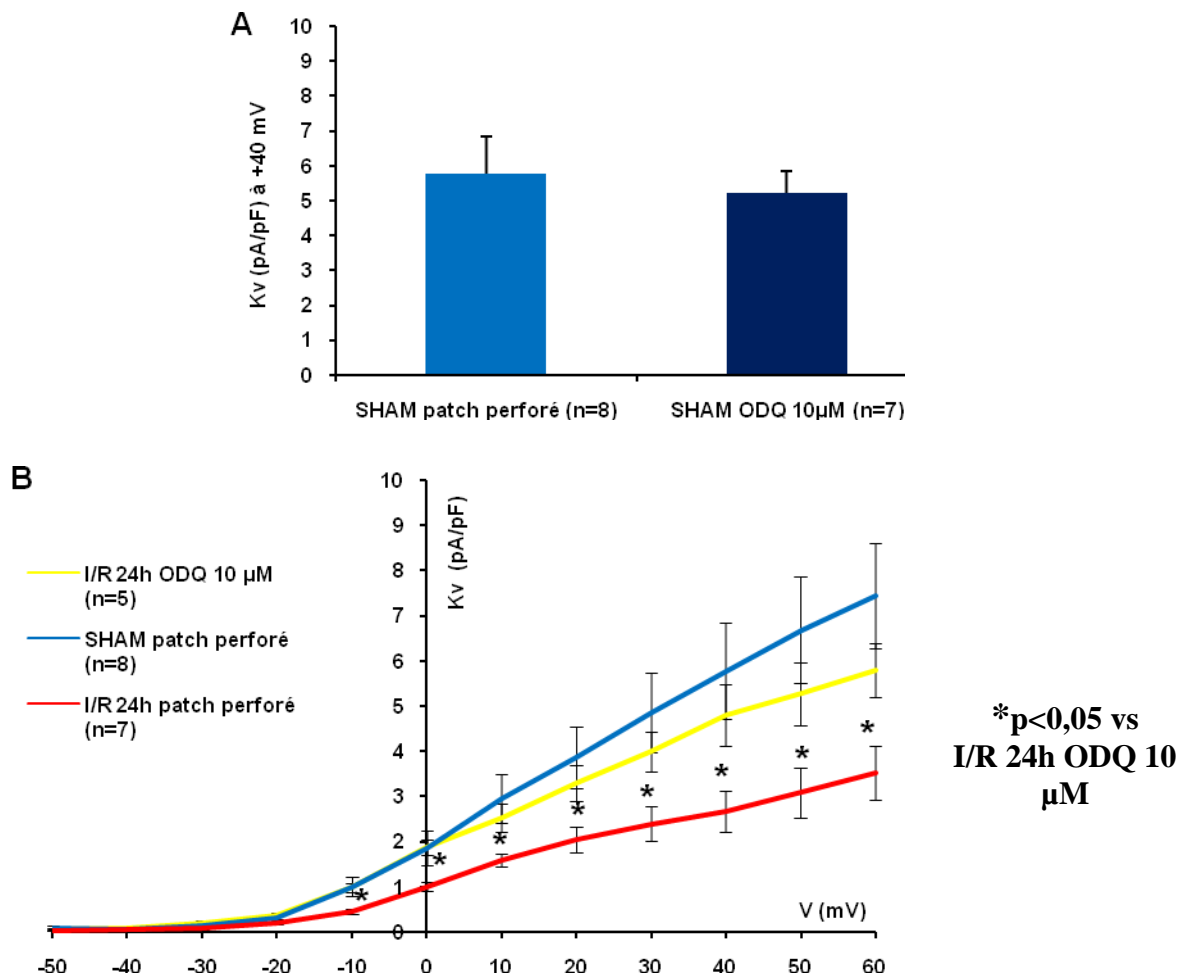 A
10
9
8
7
6
5
4
3
2
1
0
Kv (pA/pF) à +40 mV
SHAM patch perforé (n=8)
SHAM ODQ 10µM (n=7)
B
I/R 24h ODQ 10 µM
(n=5)
SHAM patch perforé
(n=8)
I/R 24h patch perforé
(n=7)
10
9
8
7
6
5
4
3
2
1
0
Kv (pA/pF)
* * * * * * * *
V (mV)
-50 -40 -30 -20 -10 0 10 20 30 40 50 60
*p<0,05 vs
I/R 24h ODQ 10
µM